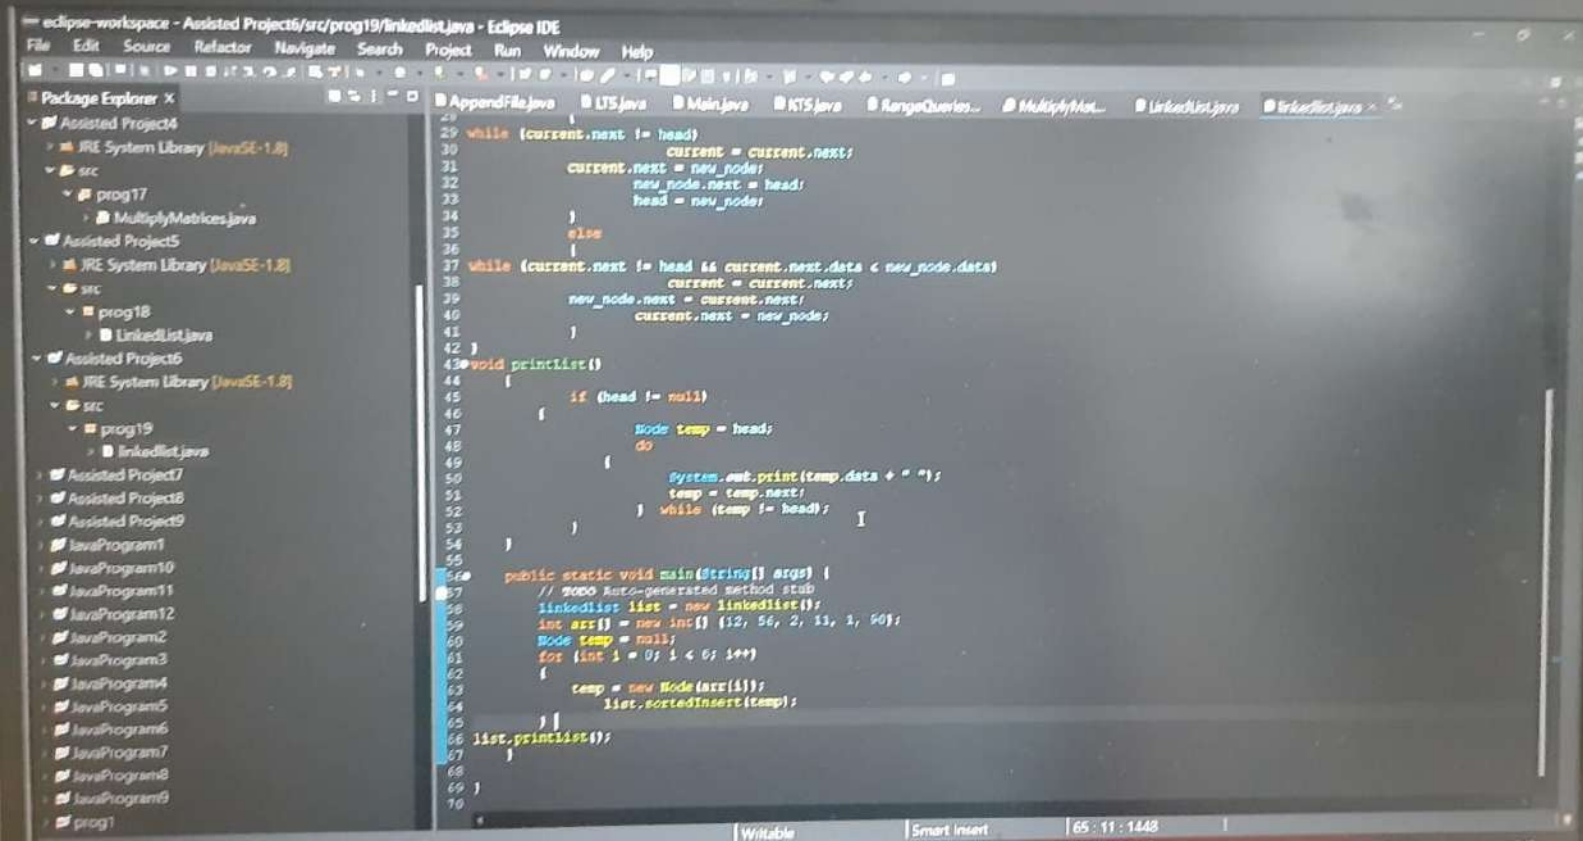 eclipse-workspace - Assisted Project6/src/prog19/linkedlist.java - Eclipse IDE
File Edit Source Refactor Navigate Search Project Run Window Help
Package Explorer X
Assisted Project4
JRE System Library [JavaSE-1.8]
src
prog17
MultiplyMatrices.java
Assisted Project5
JRE System Library [JavaSE-1.8]
src
prog18
LinkedList.java
Assisted Project6
JRE System Library [JavaSE-1.8]
src
prog19
linkedlist.java
Assisted Project7
Assisted Project8
Assisted Project9
JavaProgram1
JavaProgram10
JavaProgram11
JavaProgram12
JavaProgram2
JavaProgram3
JavaProgram4
JavaProgram5
JavaProgram6
JavaProgram7
JavaProgram8
JavaProgram9
prog1
AppendFile.java LTS.java Main.java KTS.java RangeQueries... MultiplyMat... LinkedList.java linkedlist.java
28 {
29 while (current.next != head)
30 current = current.next;
31 current.next = new_node;
32 new_node.next = head;
33 head = new_node;
34 }
35 else
36 {
37 while (current.next != head && current.next.data < new_node.data)
38 current = current.next;
39 new_node.next = current.next;
40 current.next = new_node;
41 }
42 }
43 void printList()
44 {
45 if (head != null)
46 {
47 Node temp = head;
48 do
49 {
50 System.out.print(temp.data + " ");
51 temp = temp.next;
52 } while (temp != head);
53 }
54 }
55
56 public static void main(String[] args) {
57 // TODO Auto-generated method stub
58 linkedlist list = new linkedlist();
59 int arr[] = new int[] {12, 56, 2, 11, 1, 90};
60 Node temp = null;
61 for (int i = 0; i < 6; i++)
62 {
63 temp = new Node(arr[i]);
64 list.sortedInsert(temp);
65 }
66 list.printList();
67 }
68
69 }
70
Writable Smart Insert 65 : 11 : 1448